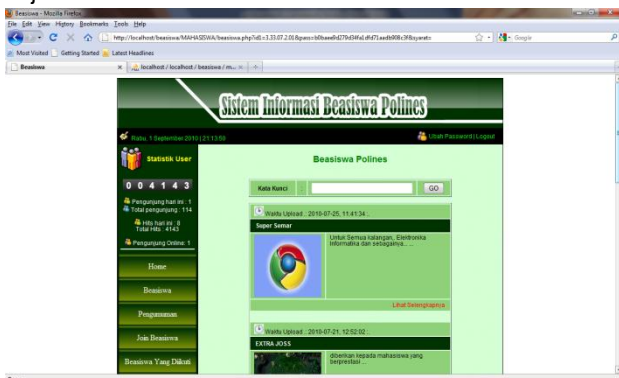 Beasiswa - Mozilla Firefox
File Edit View History Bookmarks Tools Help
Google
Most Visited Getting Started Latest Headlines
Beasiswa
localhost / localhost / beasiswa / m...
Sistem Informasi Beasiswa Polines
Rabu, 1 September 2010 | 21:13:50
Ubah Password | Logout
Statistik User
0 0 4 1 4 3
Pengunjung hari ini : 1
Total pengunjung : 114
Hits hari ini : 8
Total Hits : 4143
Pengunjung Online: 1
Home
Beasiswa
Pengumuman
Join Beasiswa
Beasiswa Yang Diikuti
Beasiswa Polines
Kata Kunci :
GO
Waktu Upload : 2010-07-25, 11:41:34 :.
Super Semar
Untuk Semua kalangan, Elektronika
Informatika dan sebagainya......
Lihat Selengkapnya
Waktu Upload : 2010-07-21, 12:52:02 :.
EXTRA JOSS
diberikan kepada mahasiswa yang
berprestasi ...